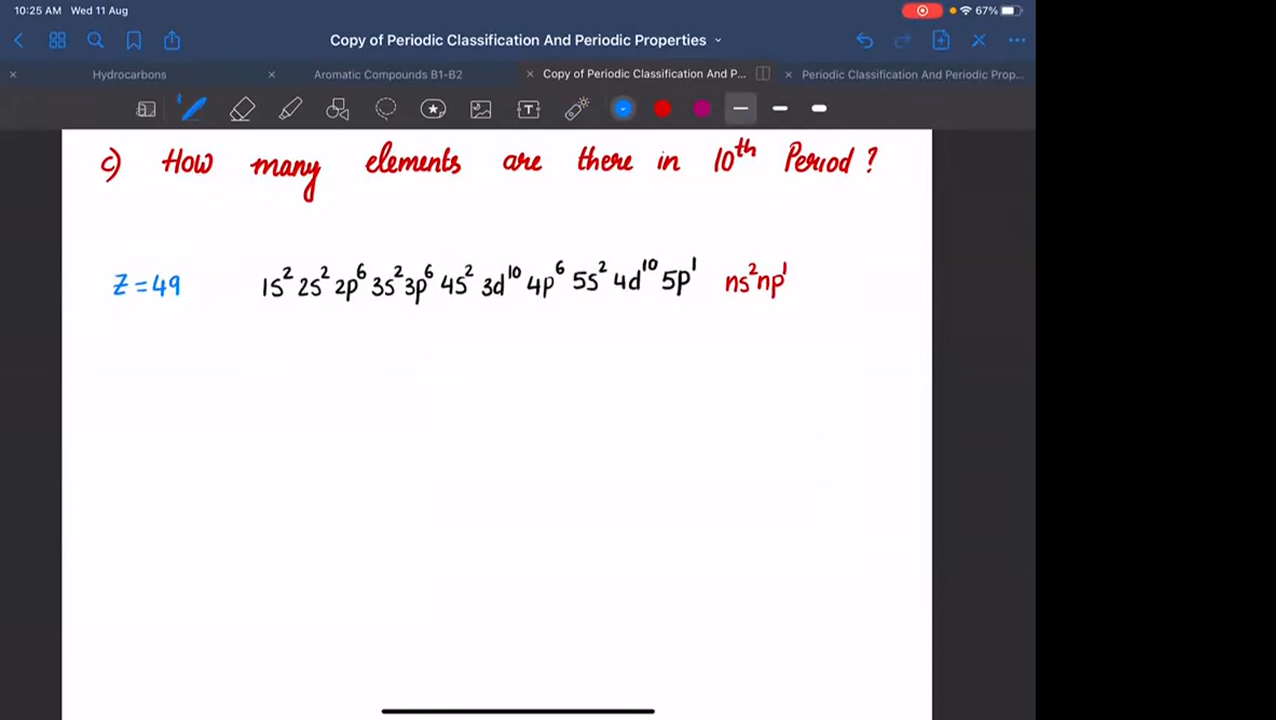 10:25 AM Wed 11 Aug 67%
Copy of Periodic Classification And Periodic Properties
Hydrocarbons Aromatic Compounds B1-B2 Copy of Periodic Classification And P... Periodic Classification And Periodic Prop...
T
c) How many elements are there in 10th Period ?
Z = 49 1s² 2s² 2p⁶ 3s² 3p⁶ 4s² 3d¹⁰ 4p⁶ 5s² 4d¹⁰ 5p¹ ns² np¹